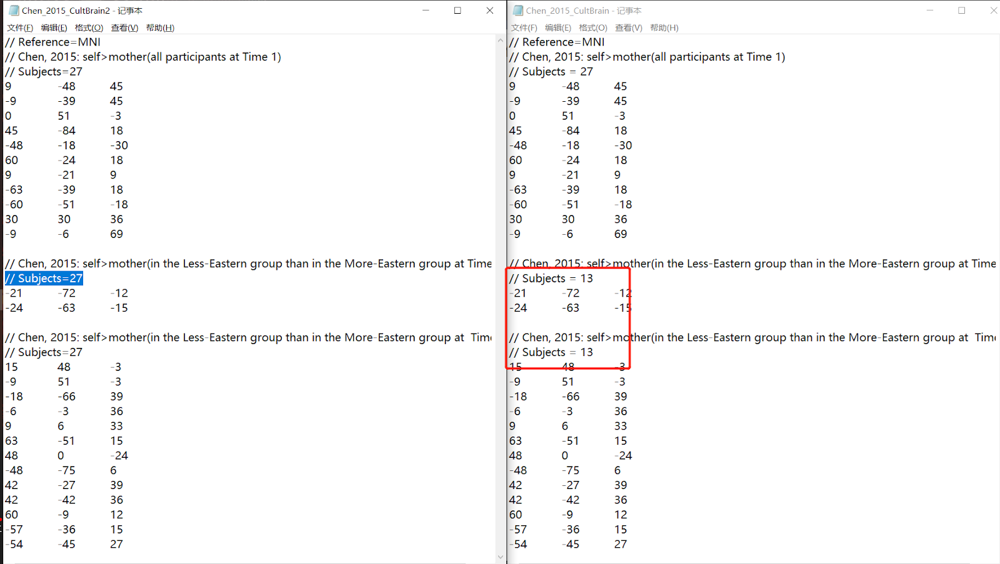 Chen_2015_CultBrain2 - 记事本
文件(F) 编辑(E) 格式(O) 查看(V) 帮助(H)
// Reference=MNI
// Chen, 2015: self>mother(all participants at Time 1)
// Subjects=27
9 -48 45
-9 -39 45
0 51 -3
45 -84 18
-48 -18 -30
60 -24 18
9 -21 9
-63 -39 18
-60 -51 -18
30 30 36
-9 -6 69
// Chen, 2015: self>mother(in the Less-Eastern group than in the More-Eastern group at Time
// Subjects=27
-21 -72 -12
-24 -63 -15
// Chen, 2015: self>mother(in the Less-Eastern group than in the More-Eastern group at  Time
// Subjects=27
15 48 -3
-9 51 -3
-18 -66 39
-6 -3 36
9 6 33
63 -51 15
48 0 -24
-48 -75 6
42 -27 39
42 -42 36
60 -9 12
-57 -36 15
-54 -45 27
Chen_2015_CultBrain - 记事本
文件(F) 编辑(E) 格式(O) 查看(V) 帮助(H)
// Reference=MNI
// Chen, 2015: self>mother(all participants at Time 1)
// Subjects = 27
9 -48 45
-9 -39 45
0 51 -3
45 -84 18
-48 -18 -30
60 -24 18
9 -21 9
-63 -39 18
-60 -51 -18
30 30 36
-9 -6 69
// Chen, 2015: self>mother(in the Less-Eastern group than in the More-Eastern group at Time
// Subjects = 13
-21 -72 -12
-24 -63 -15
// Chen, 2015: self>mother(in the Less-Eastern group than in the More-Eastern group at  Time
// Subjects = 13
15 48 -3
-9 51 -3
-18 -66 39
-6 -3 36
9 6 33
63 -51 15
48 0 -24
-48 -75 6
42 -27 39
42 -42 36
60 -9 12
-57 -36 15
-54 -45 27